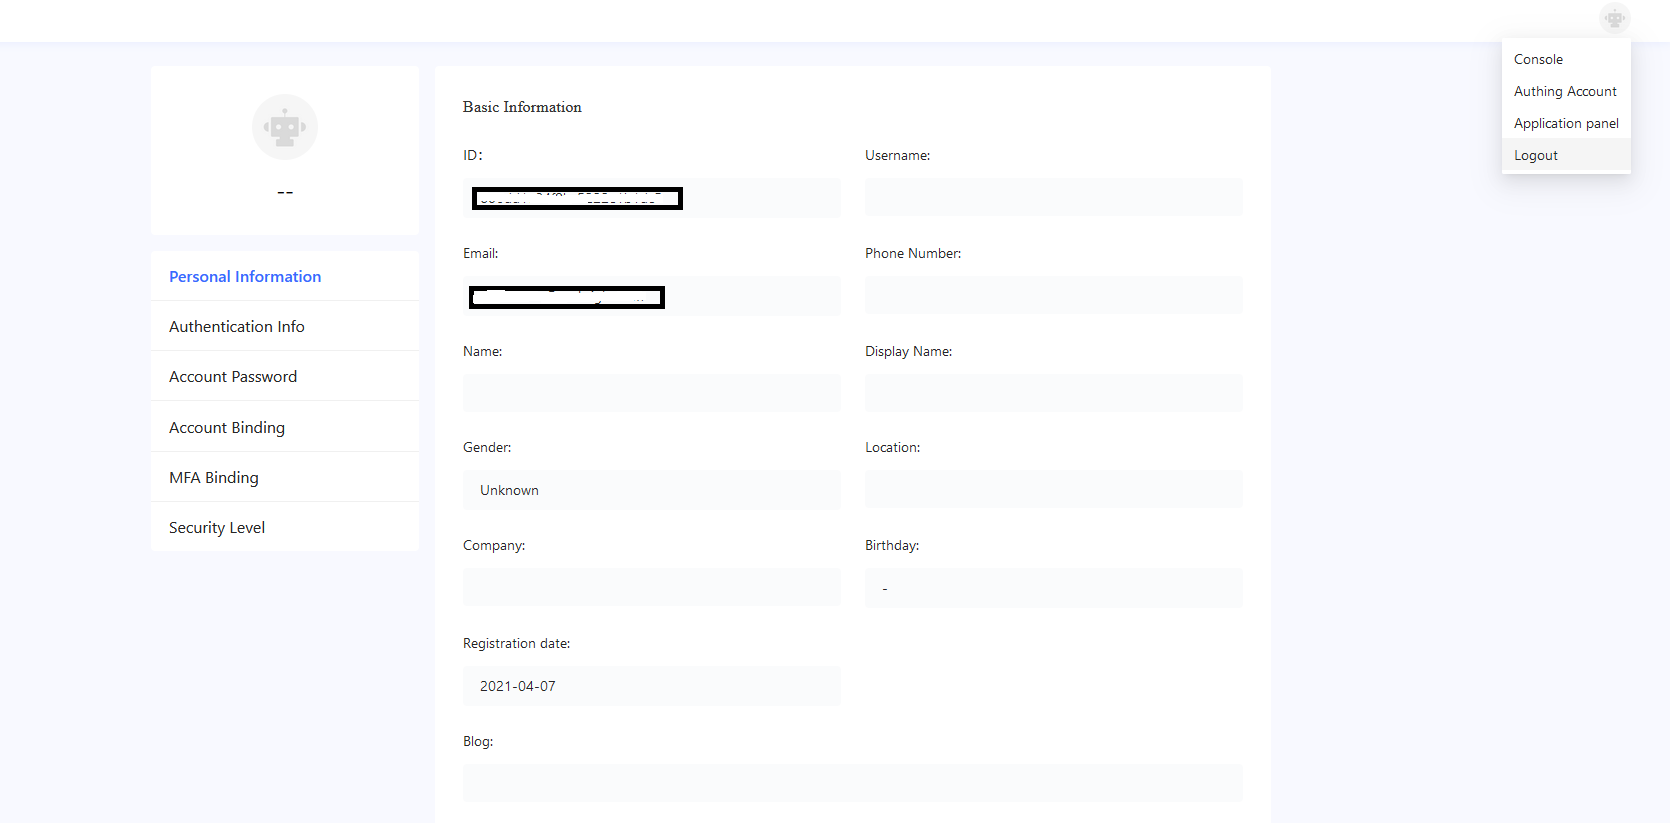 Console
Authing Account
Application panel
Logout
--
Personal Information
Authentication Info
Account Password
Account Binding
MFA Binding
Security Level
Basic Information
ID:
Username:
Email:
Phone Number:
Name:
Display Name:
Gender:
Unknown
Location:
Company:
Birthday:
-
Registration date:
2021-04-07
Blog: